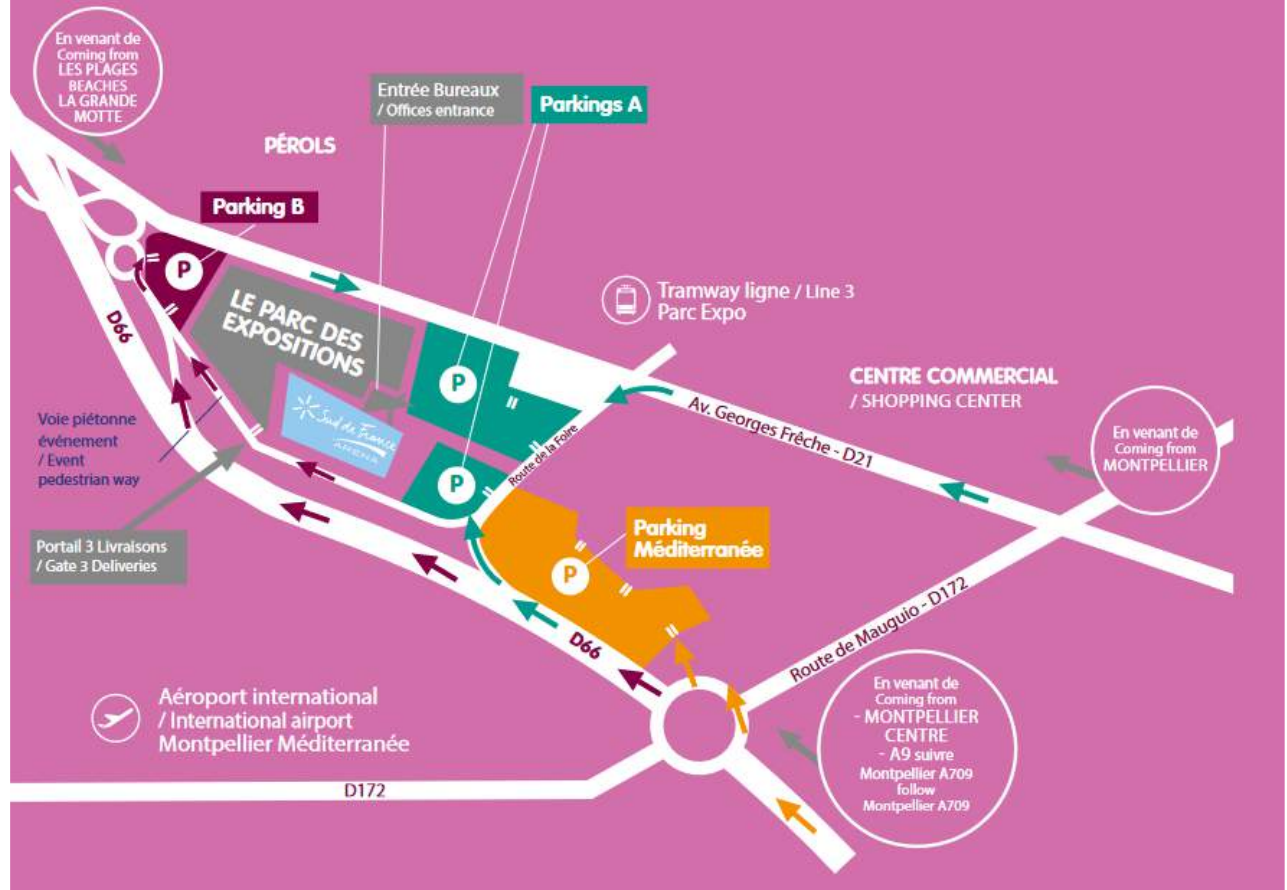 En venant de
Coming from
LES PLAGES
BEACHES
LA GRANDE
MOTTE
Entrée Bureaux
/ Offices entrance
Parkings A
PÉROLS
Parking B
P
LE PARC DES
EXPOSITIONS
Tramway ligne / Line 3
Parc Expo
D66
P
CENTRE COMMERCIAL
/ SHOPPING CENTER
Av. Georges Frêche - D21
Sud de France
ARENA
Route de la Foire
Voie piétonne
événement
/ Event
pedestrian way
En venant de
Coming from
MONTPELLIER
P
Parking
Méditerranée
P
Portail 3 Livraisons
/ Gate 3 Deliveries
Route de Mauguio - D172
D66
Aéroport international
/ International airport
Montpellier Méditerranée
En venant de
Coming from
- MONTPELLIER
CENTRE
- A9 suivre
Montpellier A709
follow
Montpellier A709
D172